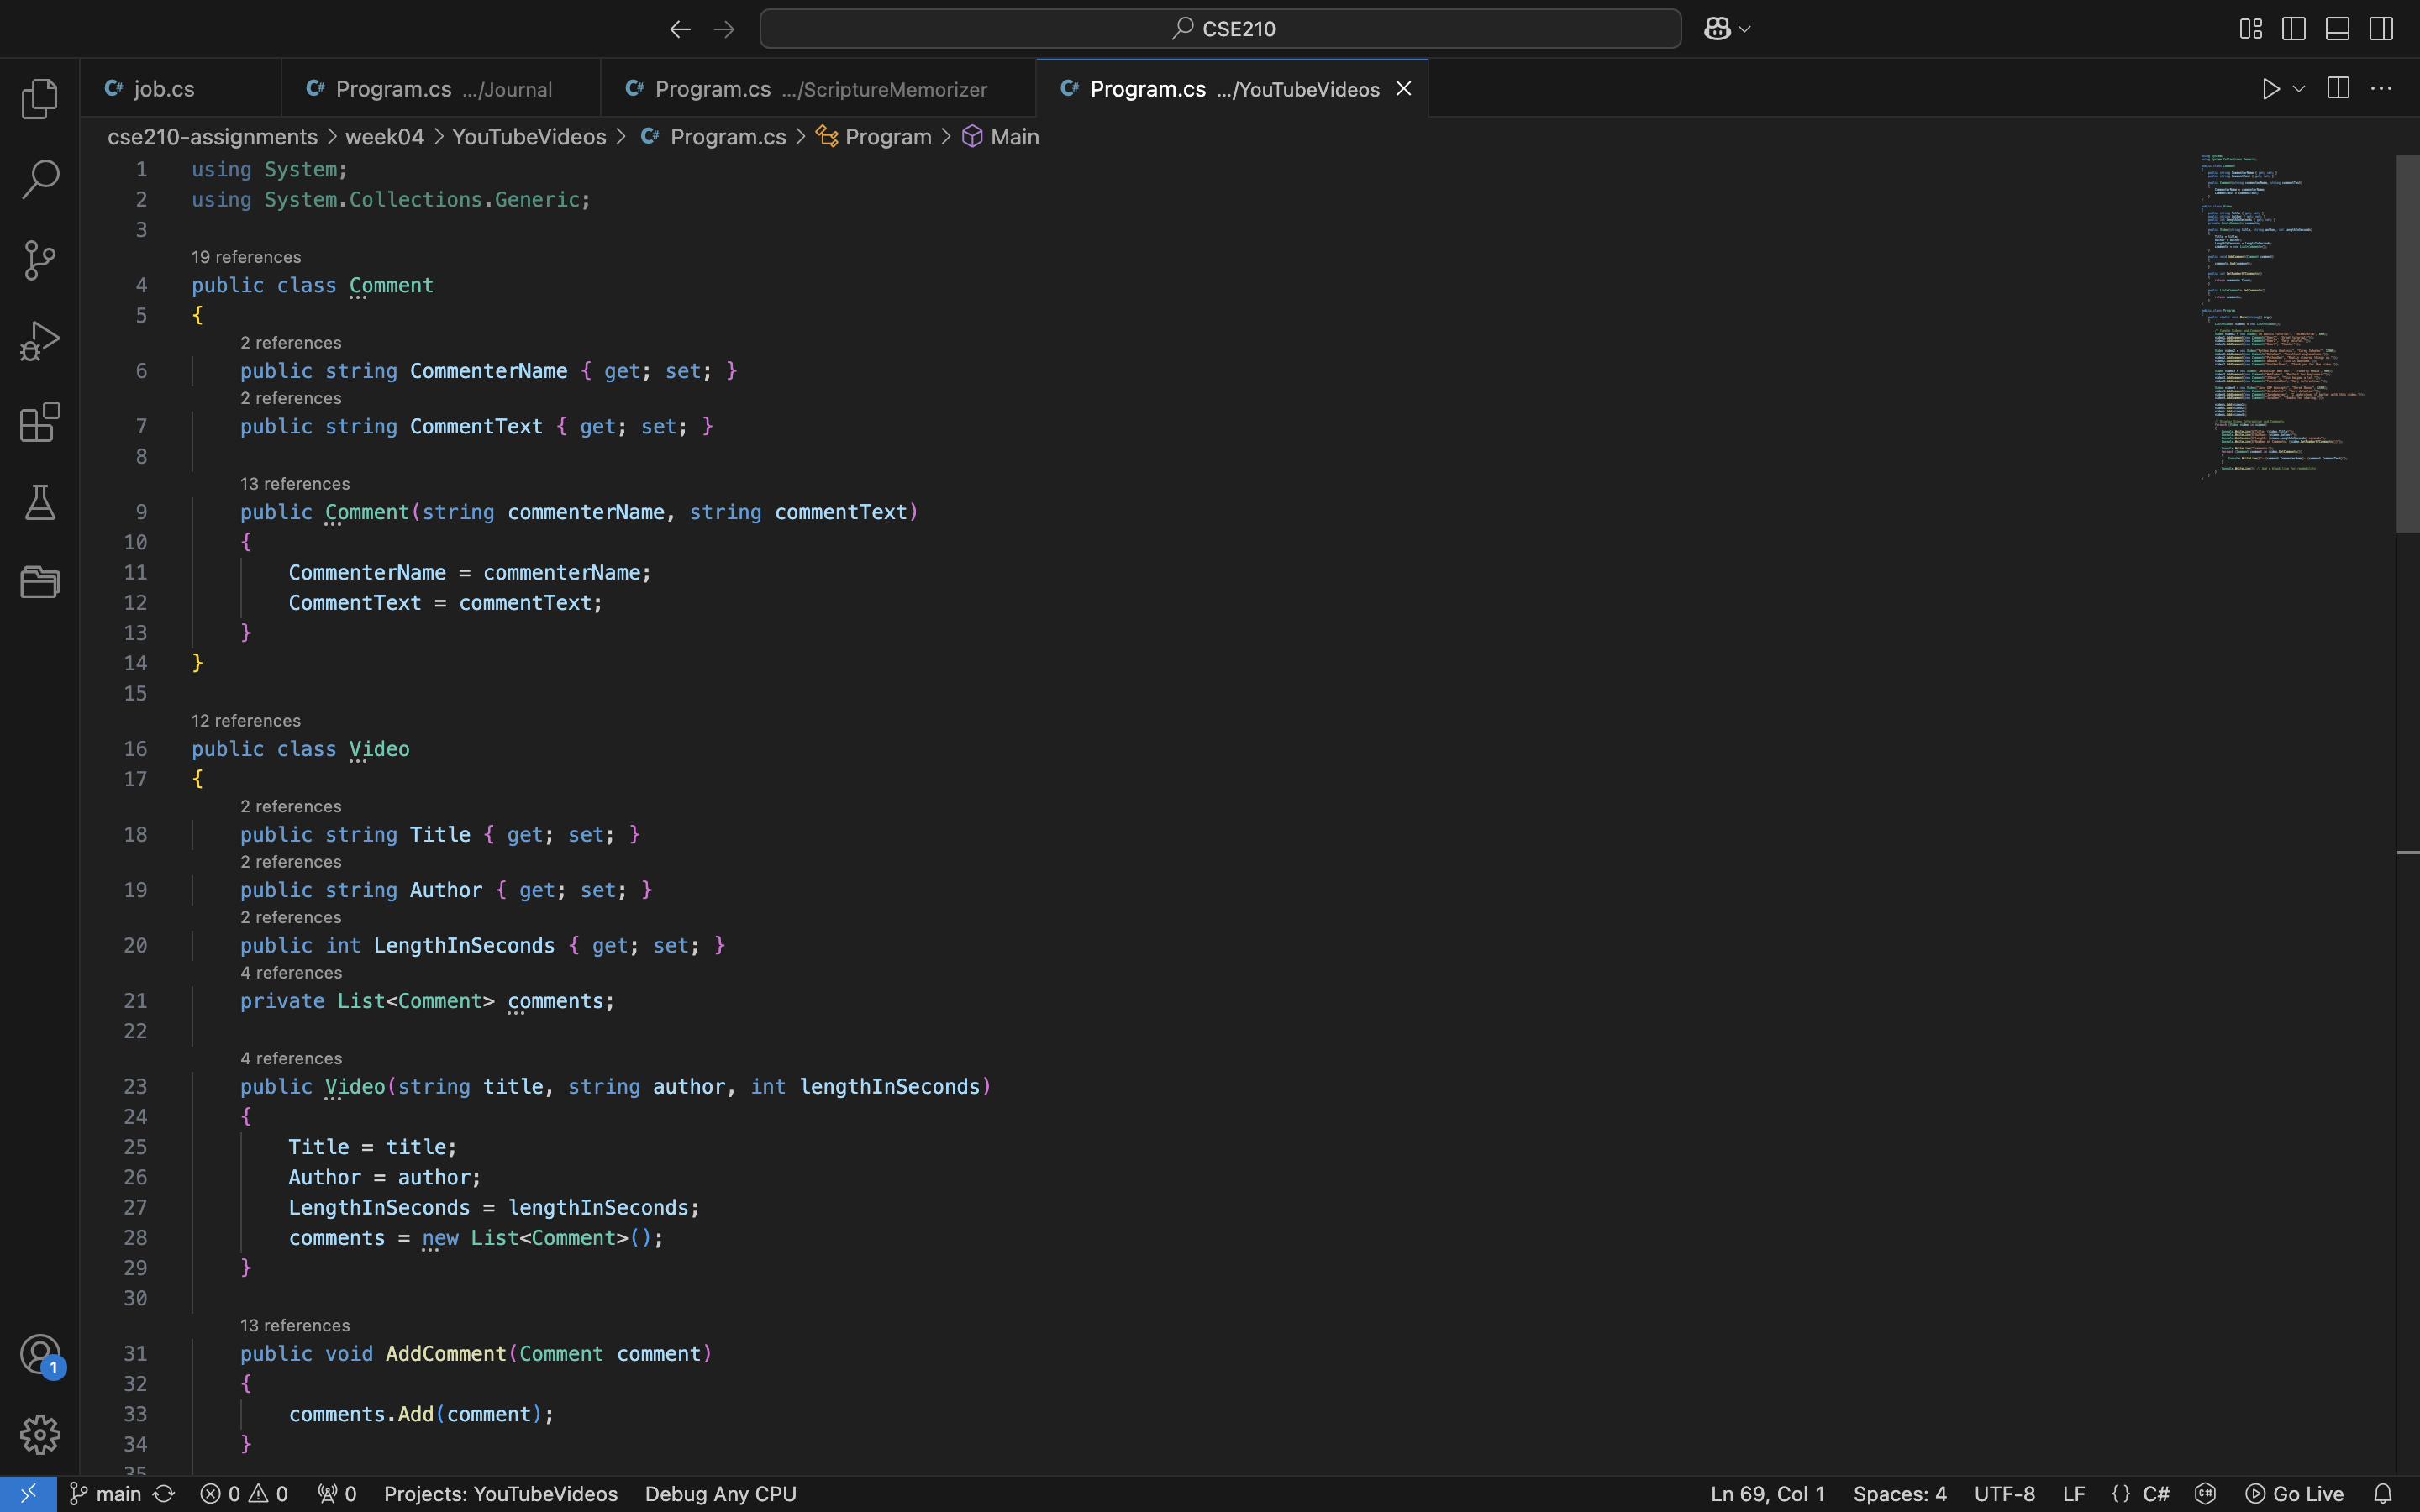 CSE210
job.cs
Program.cs .../Journal
Program.cs .../ScriptureMemorizer
Program.cs .../YouTubeVideos
cse210-assignments > week04 > YouTubeVideos > Program.cs > Program > Main
1 using System;
2 using System.Collections.Generic;
3
19 references
4 public class Comment
5 {
2 references
6 public string CommenterName { get; set; }
2 references
7 public string CommentText { get; set; }
8
13 references
9 public Comment(string commenterName, string commentText)
10 {
11 CommenterName = commenterName;
12 CommentText = commentText;
13 }
14 }
15
12 references
16 public class Video
17 {
2 references
18 public string Title { get; set; }
2 references
19 public string Author { get; set; }
2 references
20 public int LengthInSeconds { get; set; }
4 references
21 private List<Comment> comments;
22
4 references
23 public Video(string title, string author, int lengthInSeconds)
24 {
25 Title = title;
26 Author = author;
27 LengthInSeconds = lengthInSeconds;
28 comments = new List<Comment>();
29 }
30
13 references
31 public void AddComment(Comment comment)
32 {
33 comments.Add(comment);
34 }
35
1
main 0 0 0 Projects: YouTubeVideos Debug Any CPU Ln 69, Col 1 Spaces: 4 UTF-8 LF {} C# Go Live